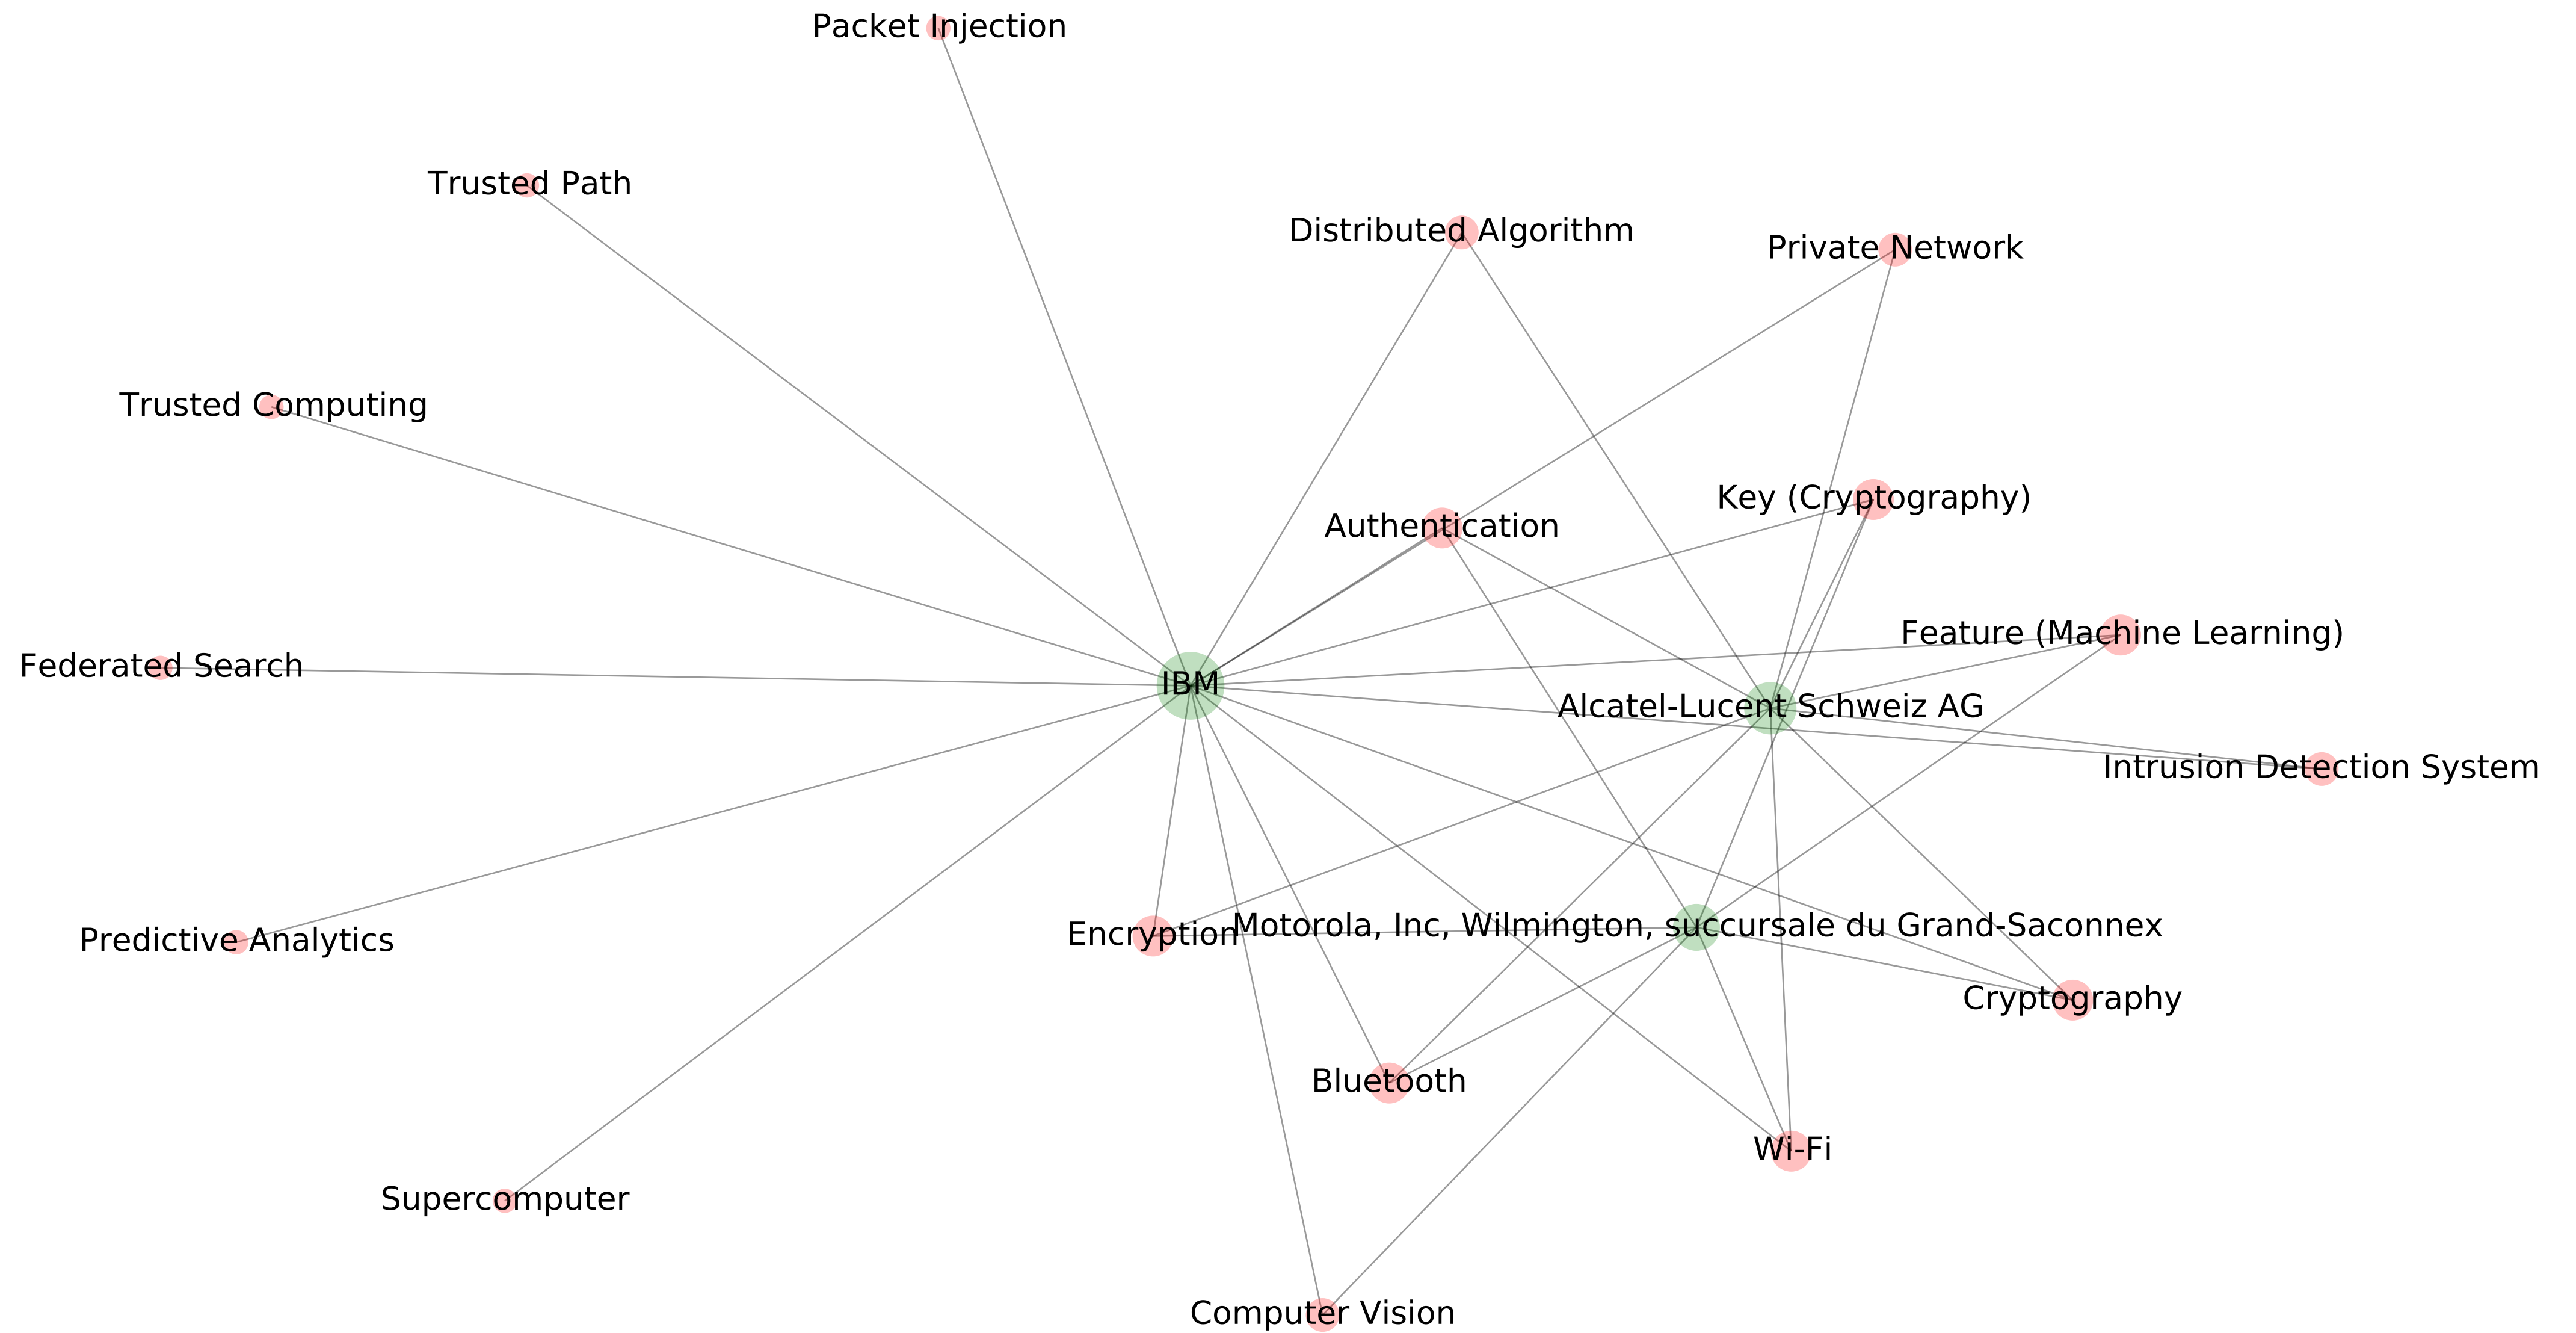 Packet Injection
Trusted Path
Distributed Algorithm
Private Network
Trusted Computing
Key (Cryptography)
Authentication
Feature (Machine Learning)
Federated Search
IBM
Alcatel-Lucent Schweiz AG
Intrusion Detection System
Motorola, Inc, Wilmington, succursale du Grand-Saconnex
Encryption
Predictive Analytics
Cryptography
Bluetooth
Wi-Fi
Supercomputer
Computer Vision